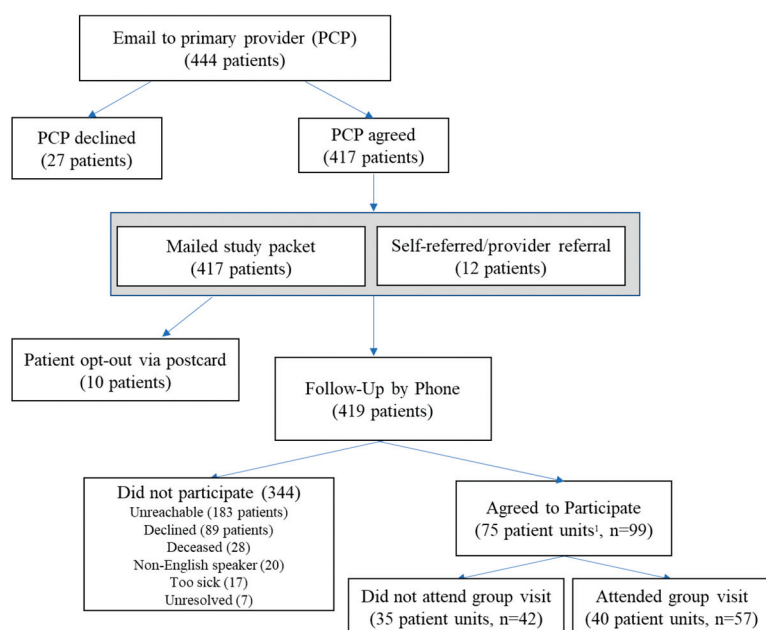 Email to primary provider (PCP)
(444 patients)
PCP declined
(27 patients)
PCP agreed
(417 patients)
Mailed study packet
(417 patients)
Self-referred/provider referral
(12 patients)
Patient opt-out via postcard
(10 patients)
Follow-Up by Phone
(419 patients)
Did not participate (344)
Unreachable (183 patients)
Declined (89 patients)
Deceased (28)
Non-English speaker (20)
Too sick (17)
Unresolved (7)
Agreed to Participate
(75 patient units¹, n=99)
Did not attend group visit
(35 patient units, n=42)
Attended group visit
(40 patient units, n=57)